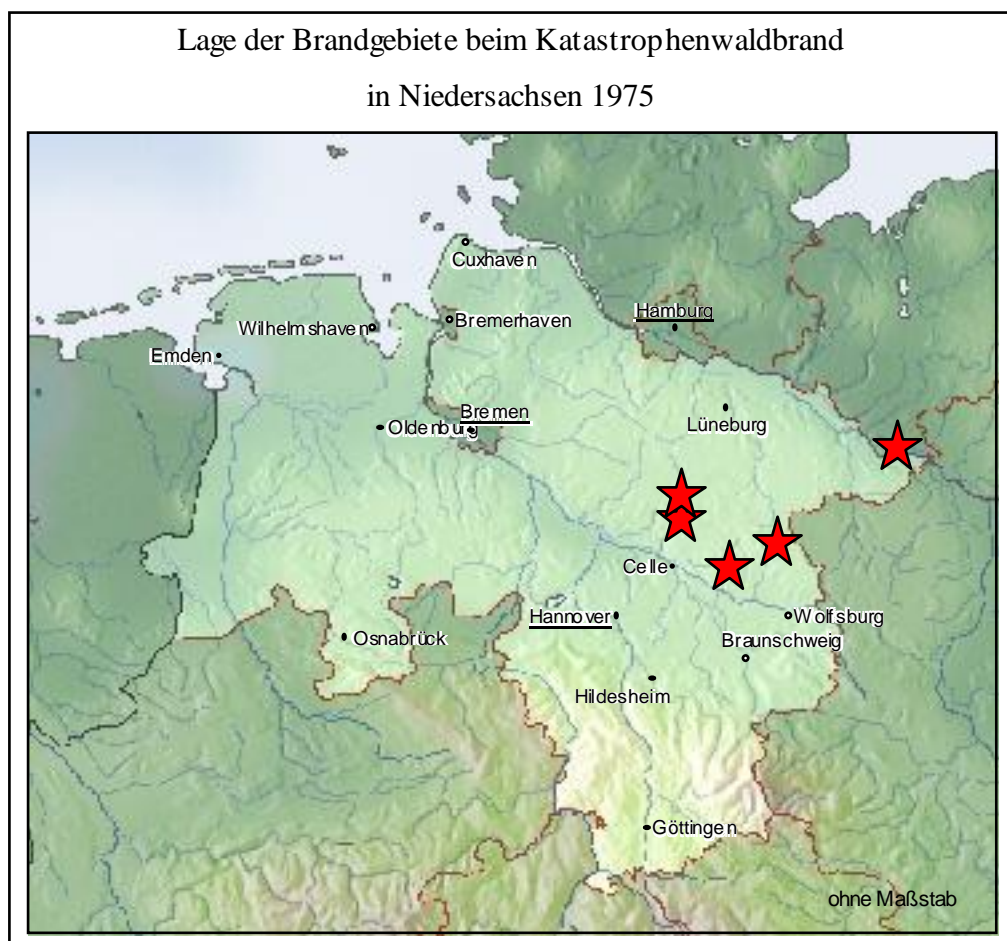 Lage der Brandgebiete beim Katastrophenwaldbrand
in Niedersachsen 1975
Cuxhaven
Hamburg
Bremerhaven
Wilhelmshaven
Emden
Bremen
Lüneburg
Oldenburg
Celle
Hannover
Wolfsburg
Osnabrück
Braunschweig
Hildesheim
Göttingen
ohne Maßstab